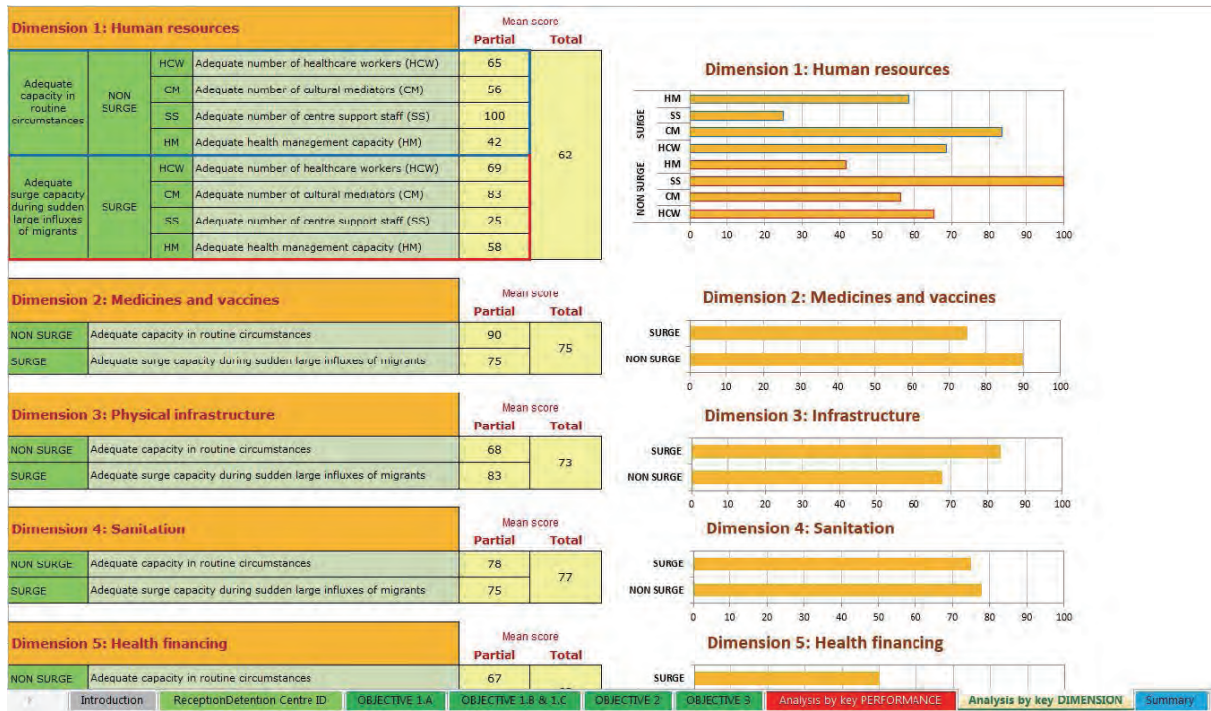 Dimension 1: Human resources
Mean score
Partial Total
Adequate capacity in routine circumstances
NON SURGE
HCW Adequate number of healthcare workers (HCW) 65
CM Adequate number of cultural mediators (CM) 56
SS Adequate number of centre support staff (SS) 100
HM Adequate health management capacity (HM) 42
62
Adequate surge capacity during sudden large influxes of migrants
SURGE
HCW Adequate number of healthcare workers (HCW) 69
CM Adequate number of cultural mediators (CM) 83
SS Adequate number of centre support staff (SS) 25
HM Adequate health management capacity (HM) 58
Dimension 1: Human resources
SURGE
HM
SS
CM
HCW
NON SURGE
HM
SS
CM
HCW
0 10 20 30 40 50 60 70 80 90 100
Dimension 2: Medicines and vaccines
Mean score
Partial Total
NON SURGE Adequate capacity in routine circumstances 90
SURGE Adequate surge capacity during sudden large influxes of migrants 75
75
Dimension 2: Medicines and vaccines
SURGE
NON SURGE
0 10 20 30 40 50 60 70 80 90 100
Dimension 3: Physical infrastructure
Mean score
Partial Total
NON SURGE Adequate capacity in routine circumstances 68
SURGE Adequate surge capacity during sudden large influxes of migrants 83
73
Dimension 3: Infrastructure
SURGE
NON SURGE
0 10 20 30 40 50 60 70 80 90 100
Dimension 4: Sanitation
Mean score
Partial Total
NON SURGE Adequate capacity in routine circumstances 78
SURGE Adequate surge capacity during sudden large influxes of migrants 75
77
Dimension 4: Sanitation
SURGE
NON SURGE
0 10 20 30 40 50 60 70 80 90 100
Dimension 5: Health financing
Mean score
Partial Total
NON SURGE Adequate capacity in routine circumstances 67
Dimension 5: Health financing
SURGE
Introduction ReceptionDetention Centre ID OBJECTIVE 1.A OBJECTIVE 1.B & 1.C OBJECTIVE 2 OBJECTIVE 3 Analysis by key PERFORMANCE Analysis by key DIMENSION Summary